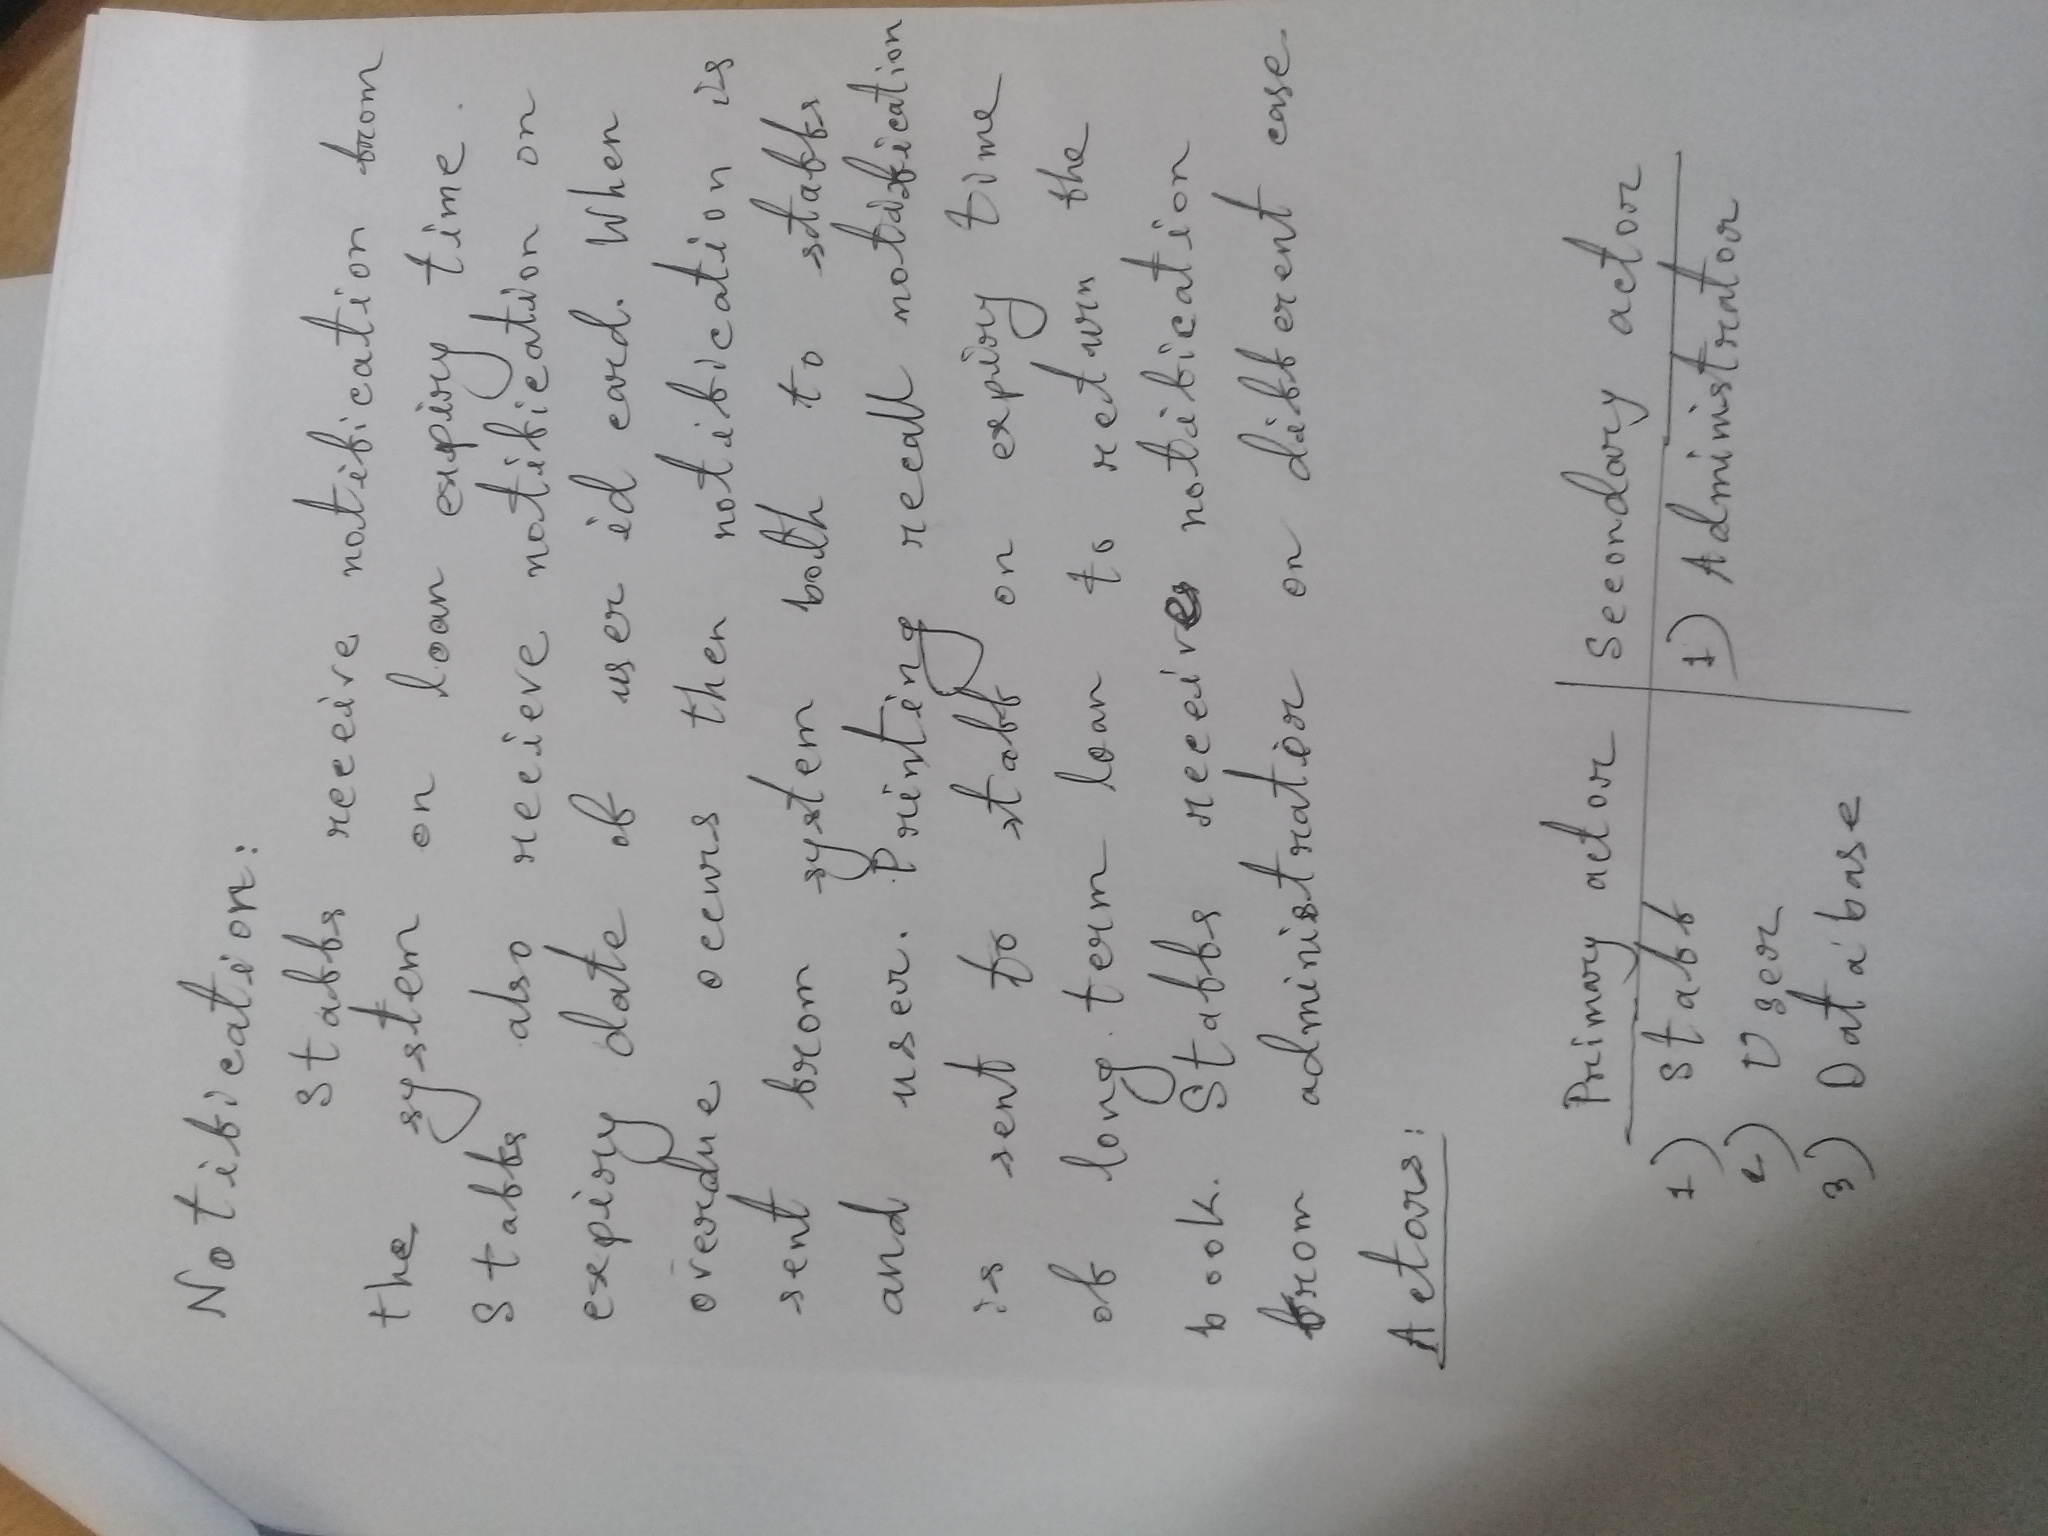 Notification:
Staffs receive notification from
the system on loan expiry time.
Staffs also recieve notification on
expiry date of user id card. When
overdue occurs then notification is
sent from system both to staffs
and user. Printing recall notification
is sent to staff on expiry time
of long term loan to return the
book. Staffs receives notification
from administrator on different case
Actors:
Primary actor | Secondary actor
1) Staff 1) Administrator
2) User
3) Database